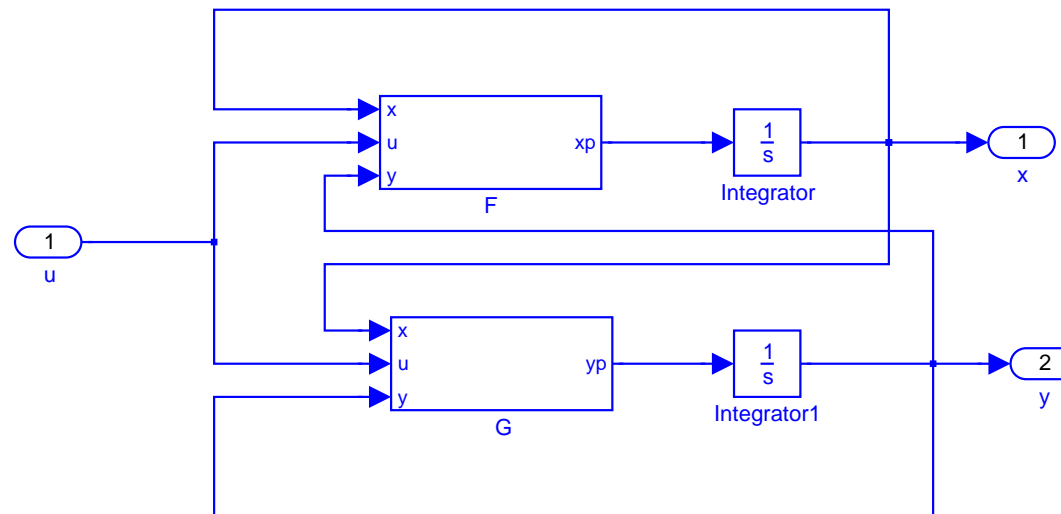 x
u
y
xp
F
1
s
Integrator
1
x
1
u
x
u
y
yp
G
1
s
Integrator1
2
y